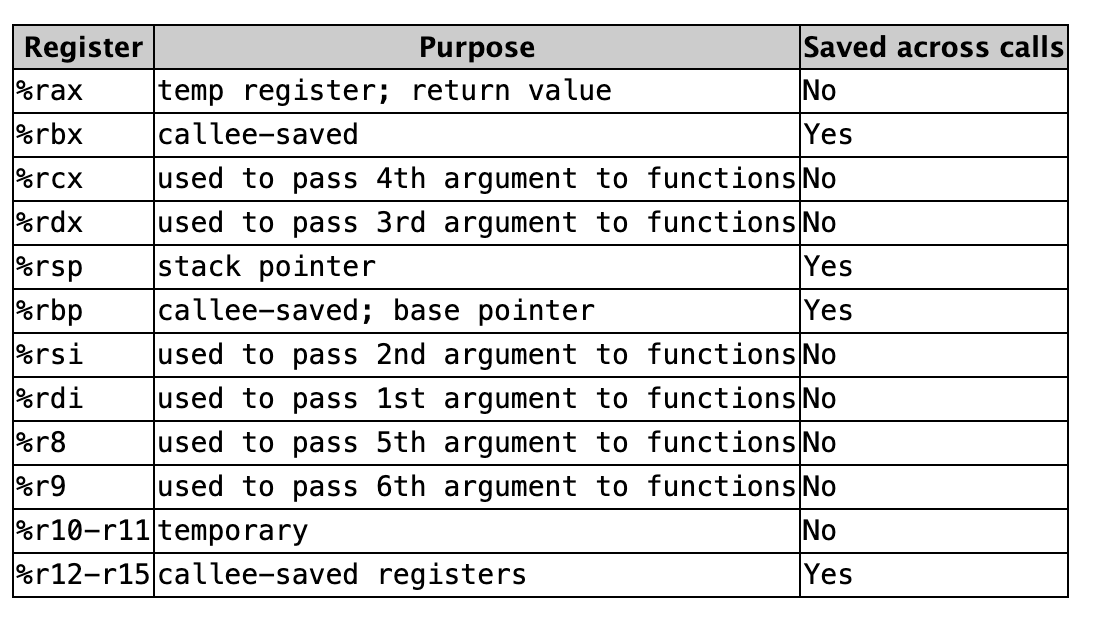 Register Purpose Saved across calls
%rax temp register; return value No
%rbx callee-saved Yes
%rcx used to pass 4th argument to functions No
%rdx used to pass 3rd argument to functions No
%rsp stack pointer Yes
%rbp callee-saved; base pointer Yes
%rsi used to pass 2nd argument to functions No
%rdi used to pass 1st argument to functions No
%r8 used to pass 5th argument to functions No
%r9 used to pass 6th argument to functions No
%r10-r11 temporary No
%r12-r15 callee-saved registers Yes